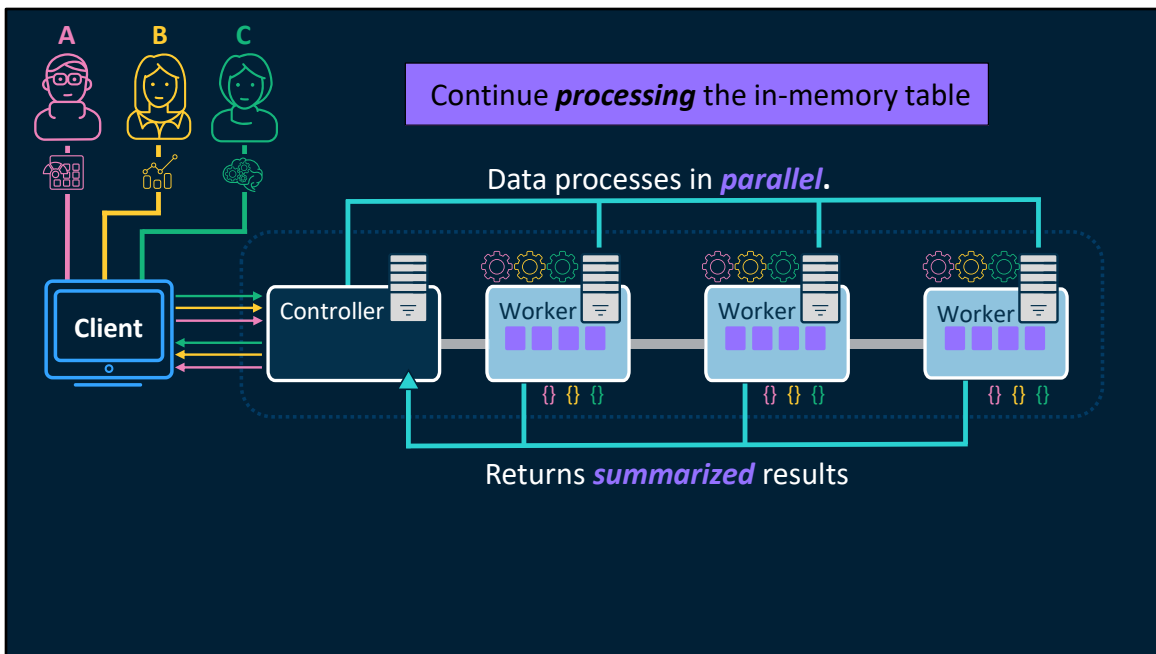 A B C
Continue processing the in-memory table
Data processes in parallel.
Client
Controller
Worker
Worker
Worker
{} {} {}
{} {} {}
{} {} {}
Returns summarized results